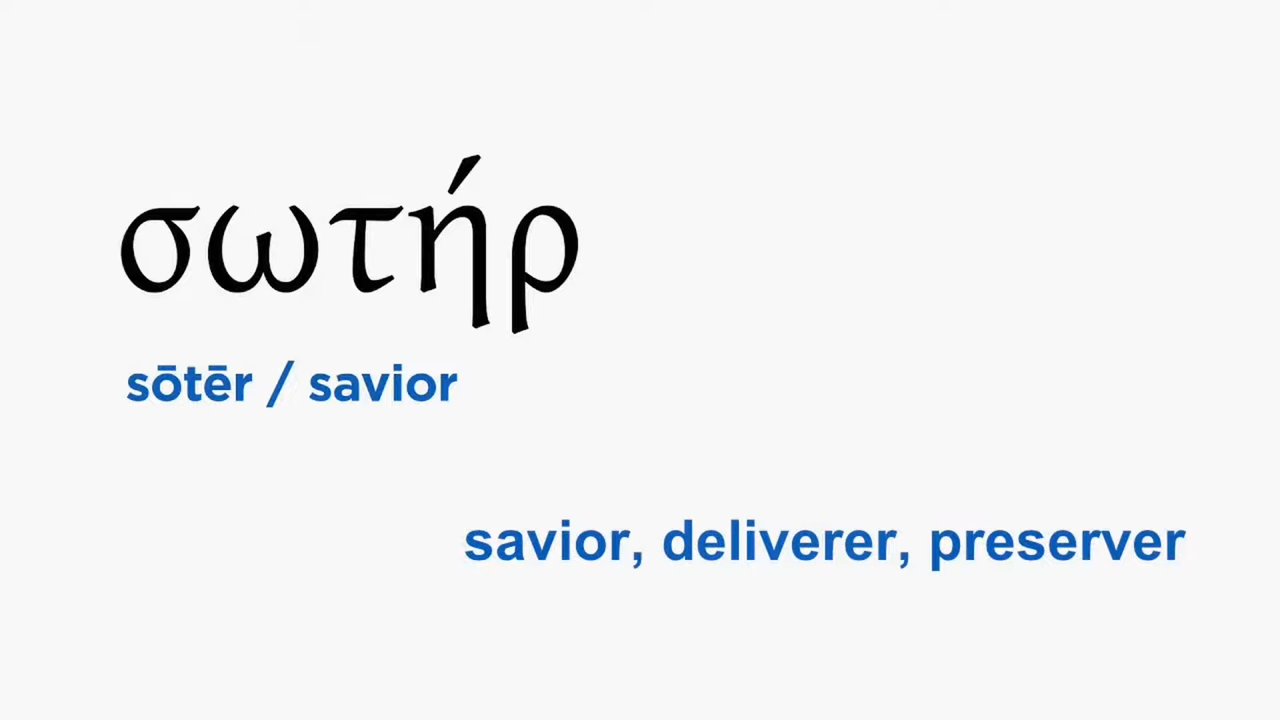 σωτήρ
sōtēr / savior
savior, deliverer, preserver